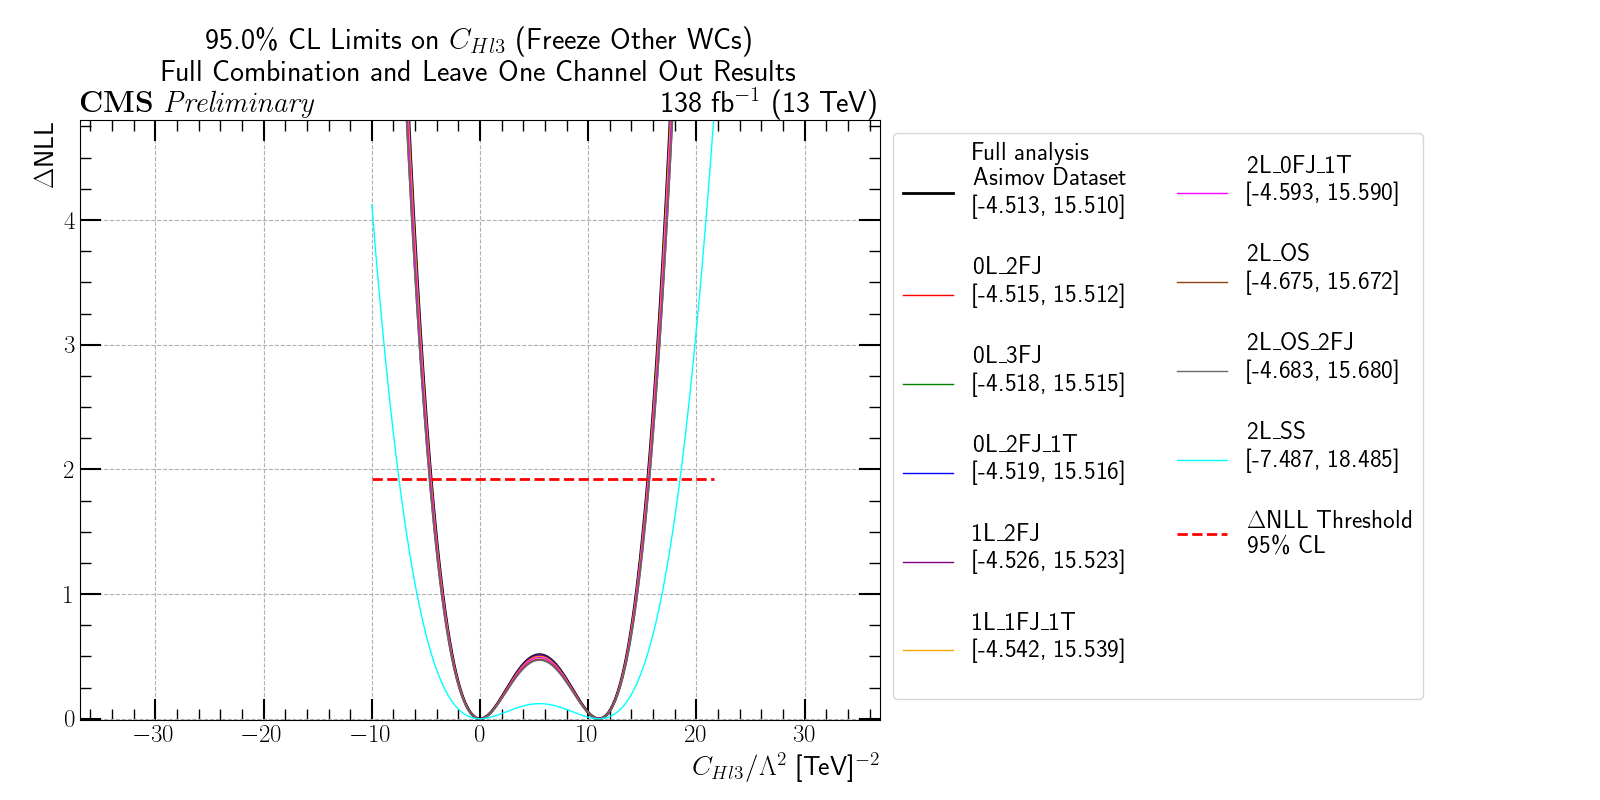 95.0% CL Limits on C_{Hl3} (Freeze Other WCs)
Full Combination and Leave One Channel Out Results
CMS Preliminary 138 fb^{-1} (13 TeV)
ΔNLL
4
3
2
1
0
−30 −20 −10 0 10 20 30
C_{Hl3}/Λ^2 [TeV]^{−2}
Full analysis
Asimov Dataset
[-4.513, 15.510]
0L_2FJ
[-4.515, 15.512]
0L_3FJ
[-4.518, 15.515]
0L_2FJ_1T
[-4.519, 15.516]
1L_2FJ
[-4.526, 15.523]
1L_1FJ_1T
[-4.542, 15.539]
2L_0FJ_1T
[-4.593, 15.590]
2L_OS
[-4.675, 15.672]
2L_OS_2FJ
[-4.683, 15.680]
2L_SS
[-7.487, 18.485]
ΔNLL Threshold
95% CL